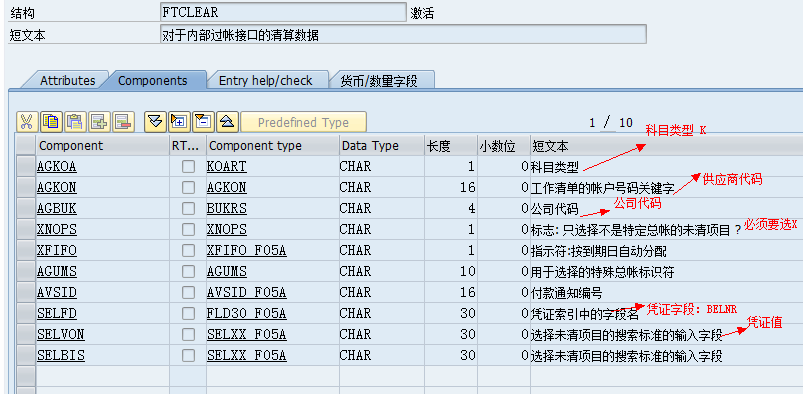 结构 FTCLEAR 激活
短文本 对于内部过帐接口的清算数据
Attributes Components Entry help/check 货币/数量字段
Predefined Type 1 / 10
科目类型 K
Component RT... Component type Data Type 长度 小数位 短文本
AGKOA KOART CHAR 1 0 科目类型
AGKON AGKON CHAR 16 0 工作清单的帐户号码关键字 供应商代码
AGBUK BUKRS CHAR 4 0 公司代码 公司代码
XNOPS XNOPS CHAR 1 0 标志: 只选择不是特定总帐的未清项目 ? 必须要选X
XFIFO XFIFO_F05A CHAR 1 0 指示符:按到期日自动分配
AGUMS AGUMS CHAR 10 0 用于选择的特殊总帐标识符
AVSID AVSID_F05A CHAR 16 0 付款通知编号
SELFD FLD30_F05A CHAR 30 0 凭证索引中的字段名 凭证字段: BELNR
SELVON SELXX_F05A CHAR 30 0 选择未清项目的搜索标准的输入字段 凭证值
SELBIS SELXX_F05A CHAR 30 0 选择未清项目的搜索标准的输入字段